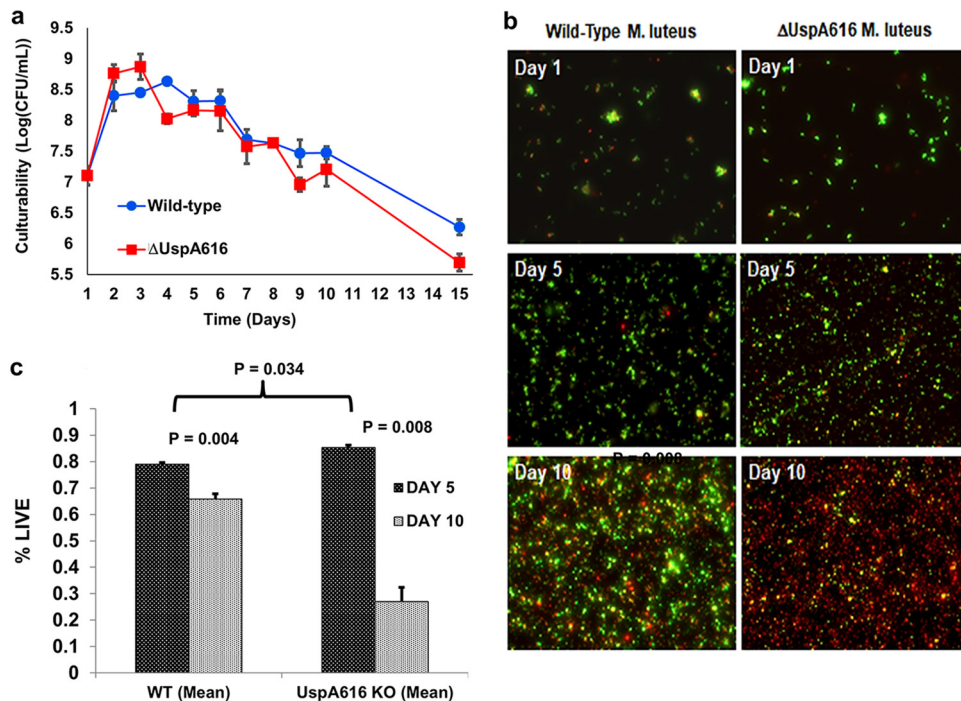 a
9.5
9
8.5
8
7.5
7
6.5
6
5.5
Culturability (Log(CFU/mL))
Wild-type
ΔUspA616
1 2 3 4 5 6 7 8 9 10 11 12 13 14 15
Time (Days)
b
Wild-Type M. luteus
ΔUspA616 M. luteus
Day 1
Day 1
Day 5
Day 5
P = 0.008
Day 10
Day 10
c
P = 0.034
P = 0.004
P = 0.008
1
0.9
0.8
0.7
0.6
0.5
0.4
0.3
0.2
0.1
0
% LIVE
DAY 5
DAY 10
WT (Mean)
UspA616 KO (Mean)